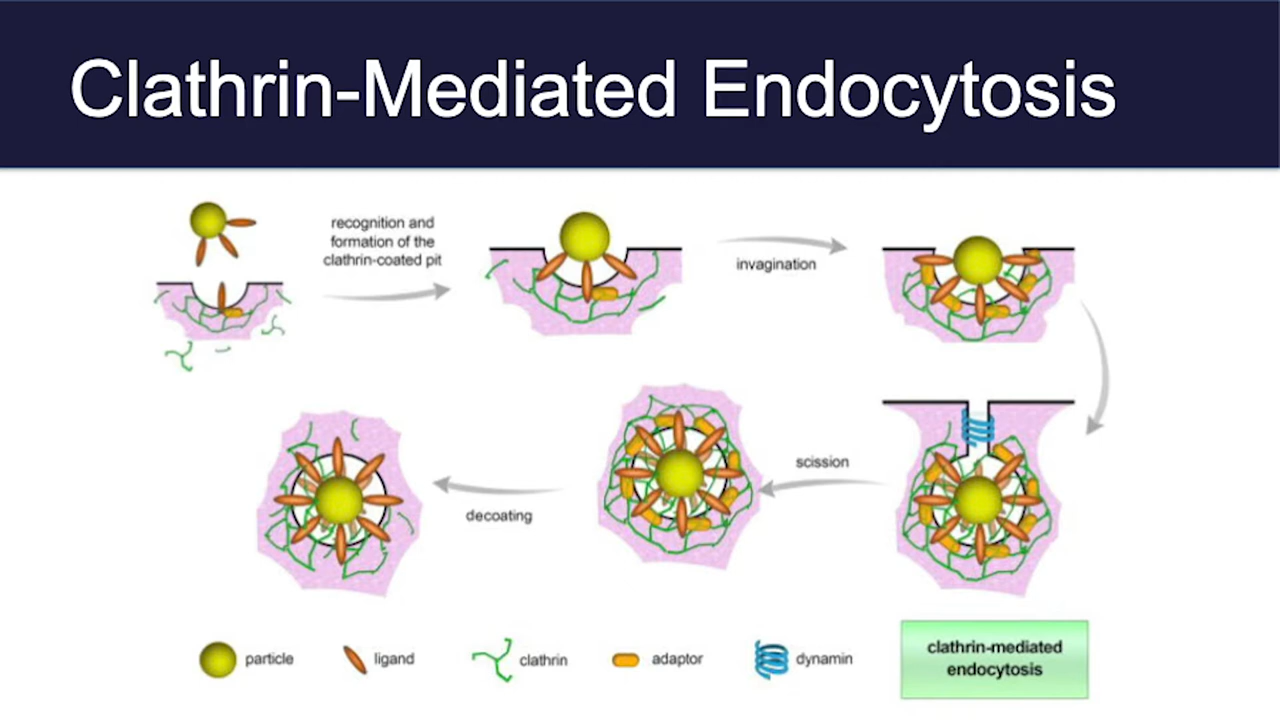 Clathrin-Mediated Endocytosis
recognition and
formation of the
clathrin-coated pit
invagination
scission
decoating
particle
ligand
clathrin
adaptor
dynamin
clathrin-mediated
endocytosis